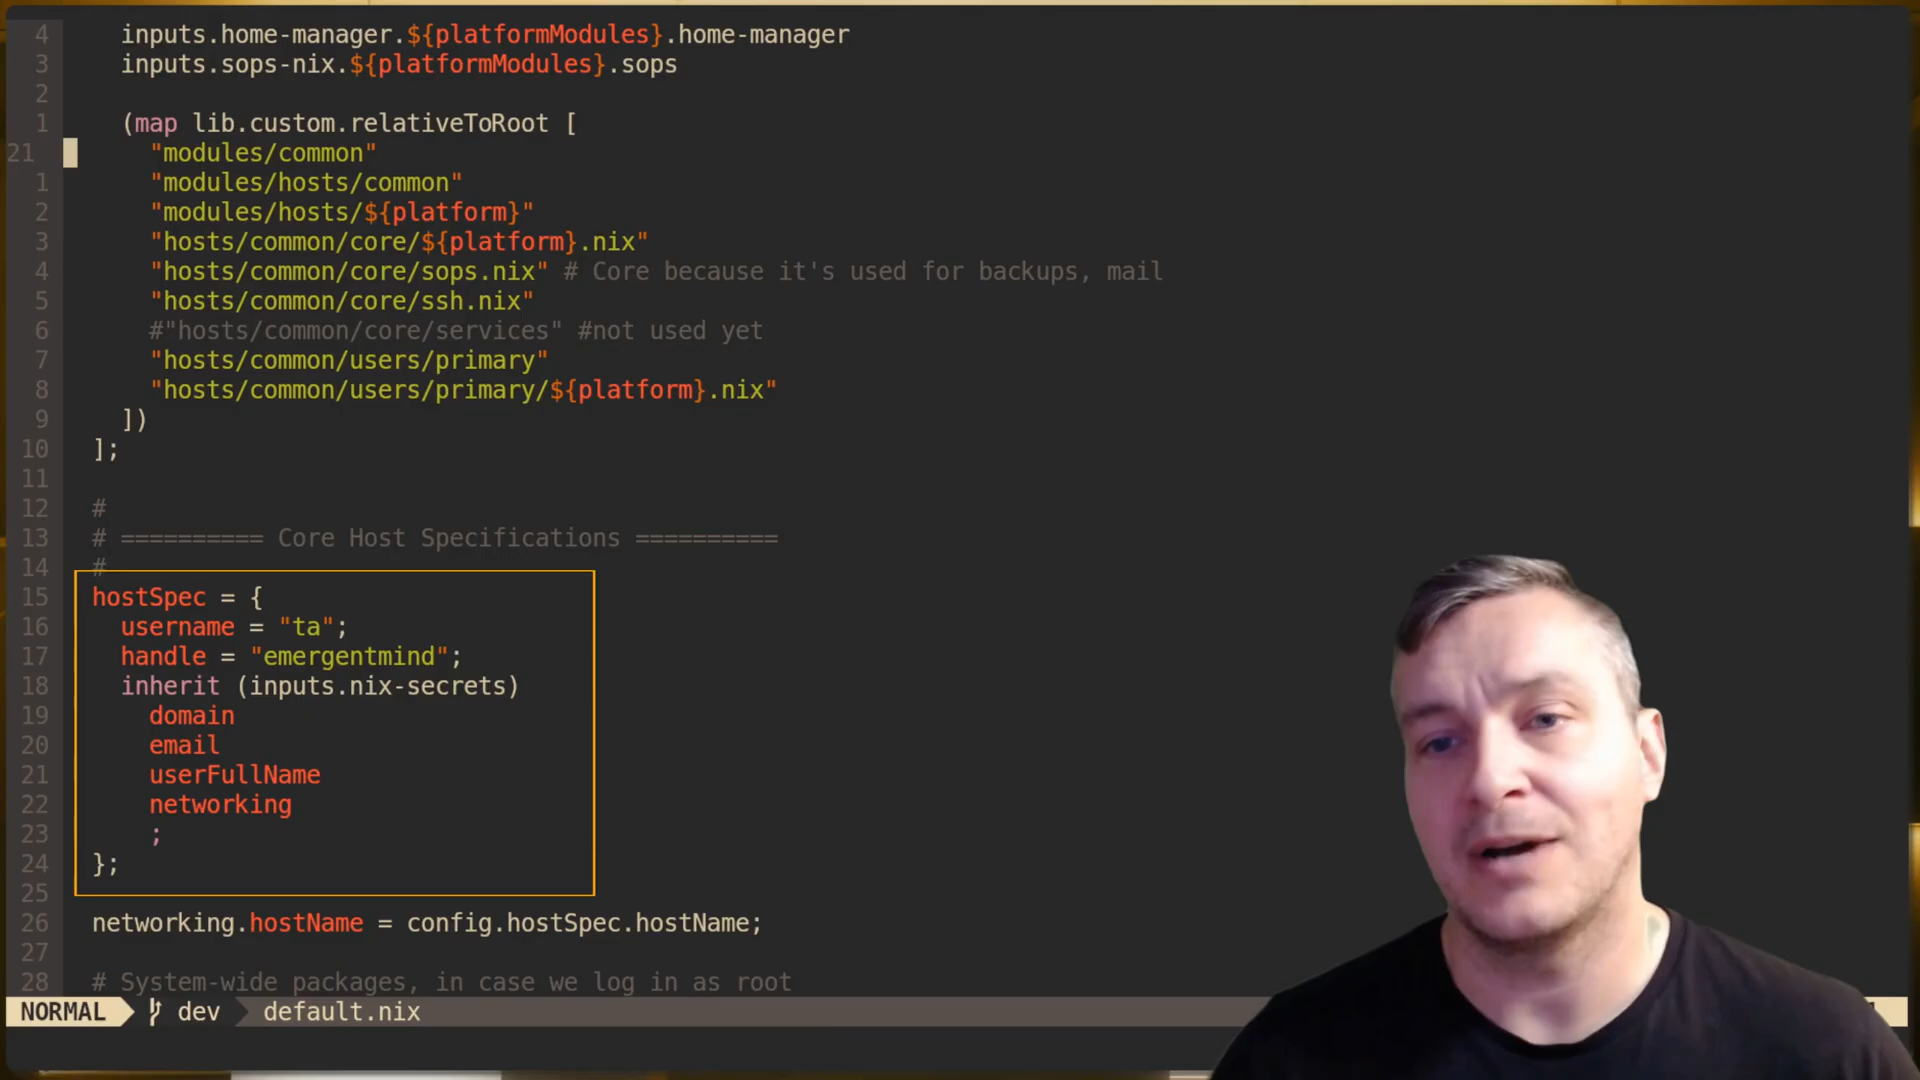 4 inputs.home-manager.${platformModules}.home-manager
3 inputs.sops-nix.${platformModules}.sops
2
1 (map lib.custom.relativeToRoot [
21 "modules/common"
1 "modules/hosts/common"
2 "modules/hosts/${platform}"
3 "hosts/common/core/${platform}.nix"
4 "hosts/common/core/sops.nix" # Core because it's used for backups, mail
5 "hosts/common/core/ssh.nix"
6 #"hosts/common/core/services" #not used yet
7 "hosts/common/users/primary"
8 "hosts/common/users/primary/${platform}.nix"
9 ])
10 ];
11
12 #
13 # ========== Core Host Specifications ==========
14 #
15 hostSpec = {
16 username = "ta";
17 handle = "emergentmind";
18 inherit (inputs.nix-secrets)
19 domain
20 email
21 userFullName
22 networking
23 ;
24 };
25
26 networking.hostName = config.hostSpec.hostName;
27
28 # System-wide packages, in case we log in as root
NORMAL dev default.nix